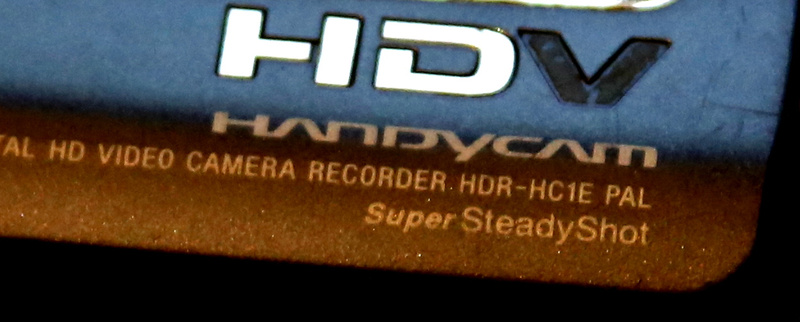 HDV
HANDYCAM
TAL HD VIDEO CAMERA RECORDER HDR-HC1E PAL
Super SteadyShot